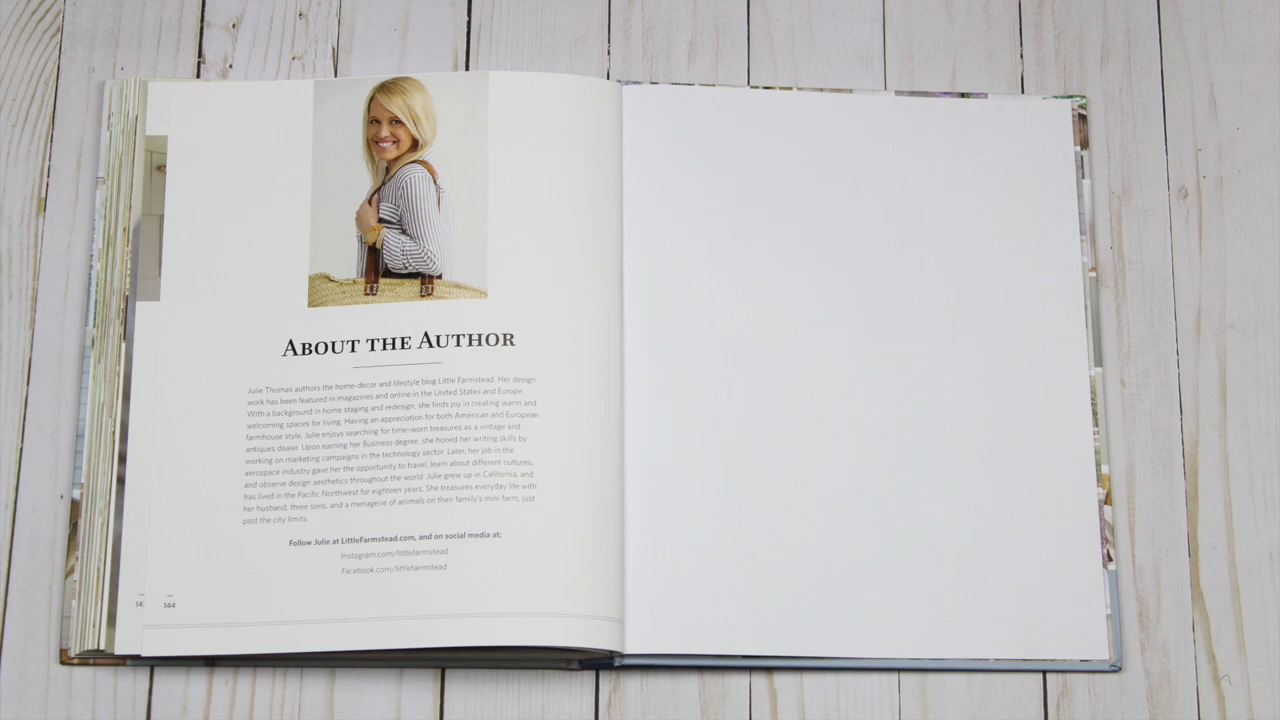 ABOUT THE AUTHOR
Julie Thomas authors the home-decor and lifestyle blog Little Farmstead. Her design
work has been featured in magazines and online in the United States and Europe.
With a background in home staging and redesign, she finds joy in creating warm and
welcoming spaces for living. Having an appreciation for both American and European
farmhouse style, Julie enjoys searching for time-worn treasures as a vintage and
antiques dealer. Upon earning her Business degree, she honed her writing skills by
working on marketing campaigns in the technology sector. Later, her job in the
aerospace industry gave her the opportunity to travel, learn about different cultures,
and observe design aesthetics throughout the world. Julie grew up in California, and
has lived in the Pacific Northwest for eighteen years. She treasures everyday life with
her husband, three sons, and a menagerie of animals on their family's mini farm, just
past the city limits.
Follow Julie at LittleFarmstead.com, and on social media at:
Instagram.com/littlefarmstead
Facebook.com/littlefarmstead
144